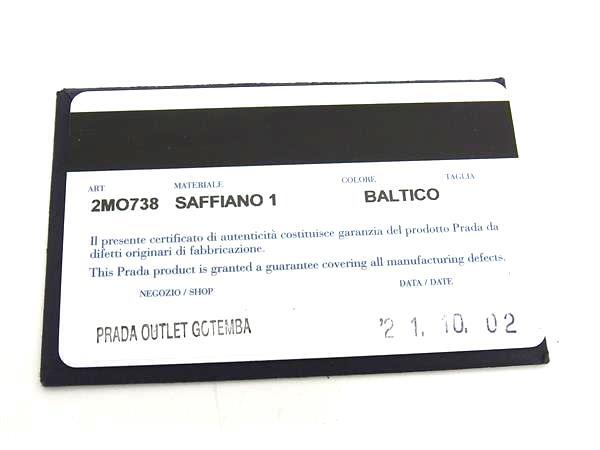 ART MATERIALE COLORE TAGLIA
2MO738 SAFFIANO 1 BALTICO
Il presente certificato di autenticità costituisce garanzia del prodotto Prada da
difetti originari di fabbricazione.
This Prada product is granted a guarantee covering all manufacturing defects.
NEGOZIO / SHOP DATA / DATE
PRADA OUTLET GOTEMBA '2 1. 10. 02